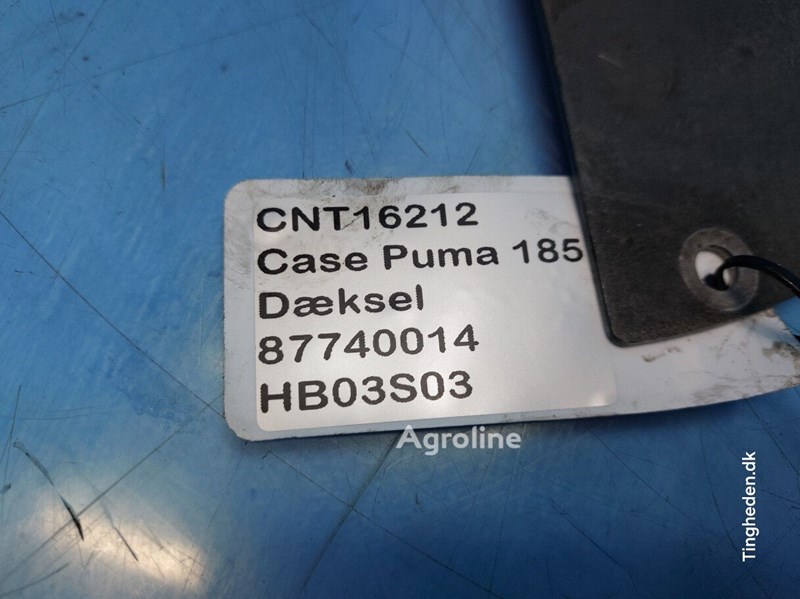 CNT16212
Case Puma 185
Dæksel
87740014
HB03S03
Agroline
Tingheden.dk